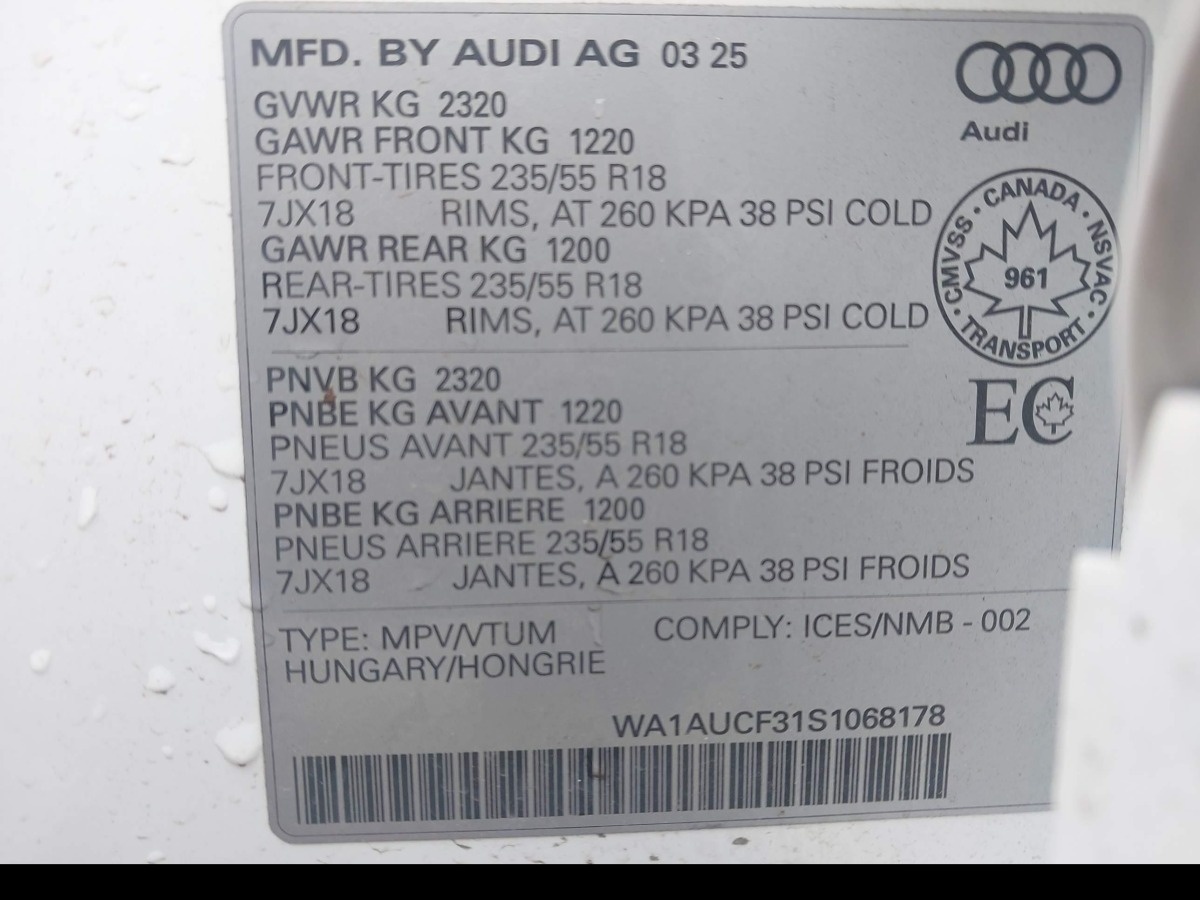 MFD. BY AUDI AG 03 25
Audi
GVWR KG 2320
GAWR FRONT KG 1220
FRONT-TIRES 235/55 R18
7JX18 RIMS, AT 260 KPA 38 PSI COLD
GAWR REAR KG 1200
REAR-TIRES 235/55 R18
7JX18 RIMS, AT 260 KPA 38 PSI COLD
CANADA • NSVAC • TRANSPORT • CMVSS •
961
PNVB KG 2320
PNBE KG AVANT 1220
PNEUS AVANT 235/55 R18
7JX18 JANTES, A 260 KPA 38 PSI FROIDS
PNBE KG ARRIERE 1200
PNEUS ARRIERE 235/55 R18
7JX18 JANTES, A 260 KPA 38 PSI FROIDS
EC
TYPE: MPV/VTUM COMPLY: ICES/NMB - 002
HUNGARY/HONGRIE
WA1AUCF31S1068178